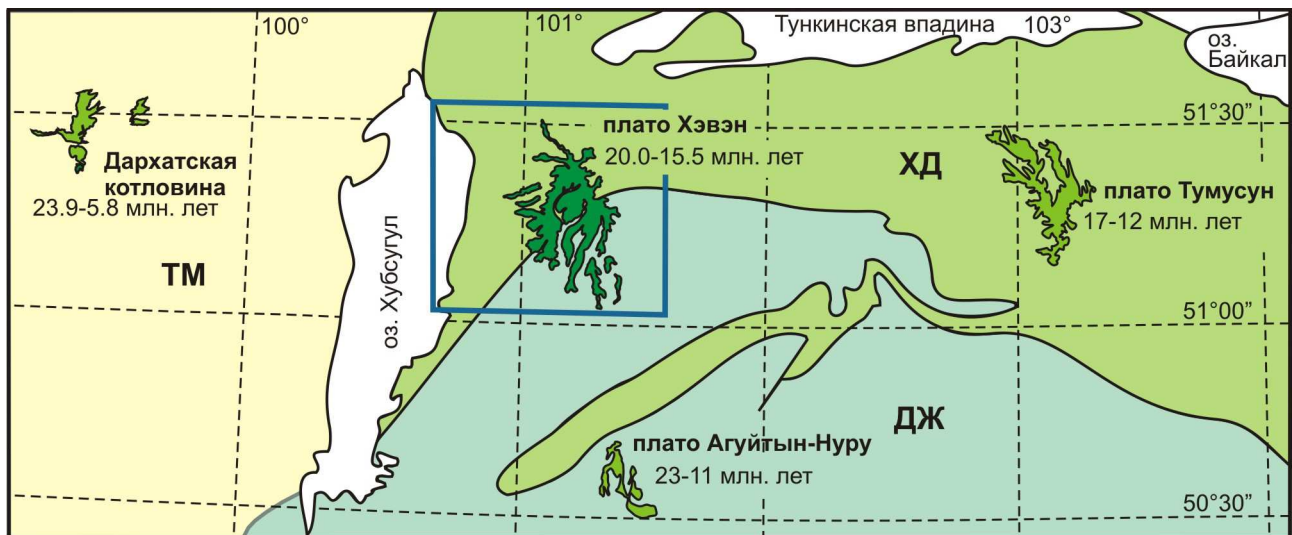 100°
101°
Тункинская впадина
103°
оз.
Байкал
51°30”
плато Хэвэн
20.0-15.5 млн. лет
ХД
Дархатская
котловина
23.9-5.8 млн. лет
плато Тумусун
17-12 млн. лет
ТМ
оз. Хубсугул
51°00”
ДЖ
плато Агуйтын-Нуру
23-11 млн. лет
50°30”